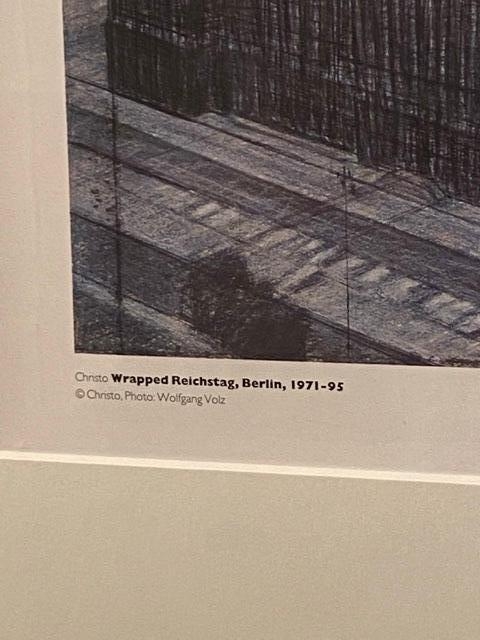 Christo Wrapped Reichstag, Berlin, 1971-95
© Christo, Photo: Wolfgang Volz